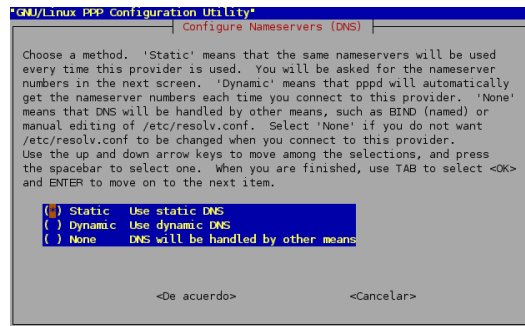 "GNU/Linux PPP Configuration Utility"
Configure Nameservers (DNS)
Choose a method.  'Static' means that the same nameservers will be used
every time this provider is used.  You will be asked for the nameserver
numbers in the next screen.  'Dynamic' means that pppd will automatically
get the nameserver numbers each time you connect to this provider.  'None'
means that DNS will be handled by other means, such as BIND (named) or
manual editing of /etc/resolv.conf.  Select 'None' if you do not want
/etc/resolv.conf to be changed when you connect to this provider.
Use the up and down arrow keys to move among the selections, and press
the spacebar to select one.  When you are finished, use TAB to select <OK>
and ENTER to move on to the next item.
(*) Static   Use static DNS
( ) Dynamic  Use dynamic DNS
( ) None     DNS will be handled by other means
<De acuerdo>                <Cancelar>